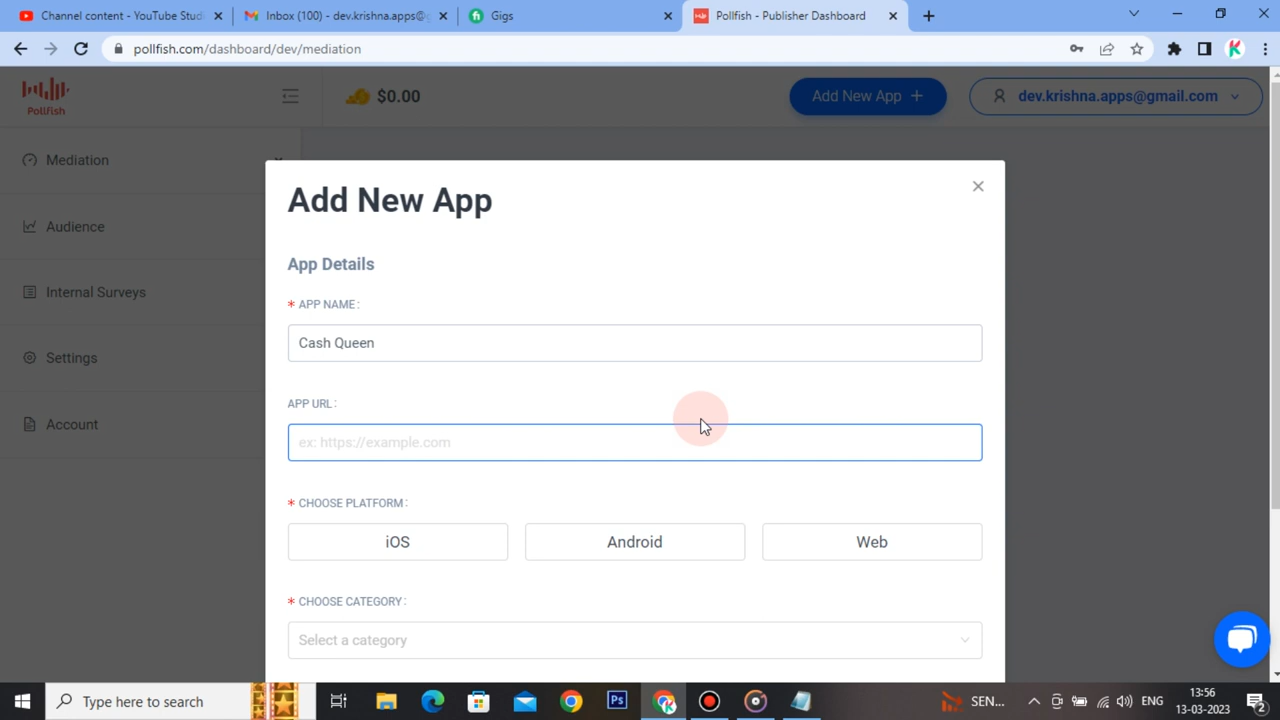 Channel content - YouTube Studi
Inbox (100) - dev.krishna.apps@g
Gigs
Pollfish - Publisher Dashboard
pollfish.com/dashboard/dev/mediation
Pollfish
$0.00
Add New App +
dev.krishna.apps@gmail.com
Mediation
Audience
Internal Surveys
Settings
Account
Add New App
App Details
* APP NAME:
Cash Queen
APP URL:
ex: https://example.com
* CHOOSE PLATFORM:
iOS
Android
Web
* CHOOSE CATEGORY:
Select a category
Type here to search
Ps
SEN...
ENG
13:56
13-03-2023
2